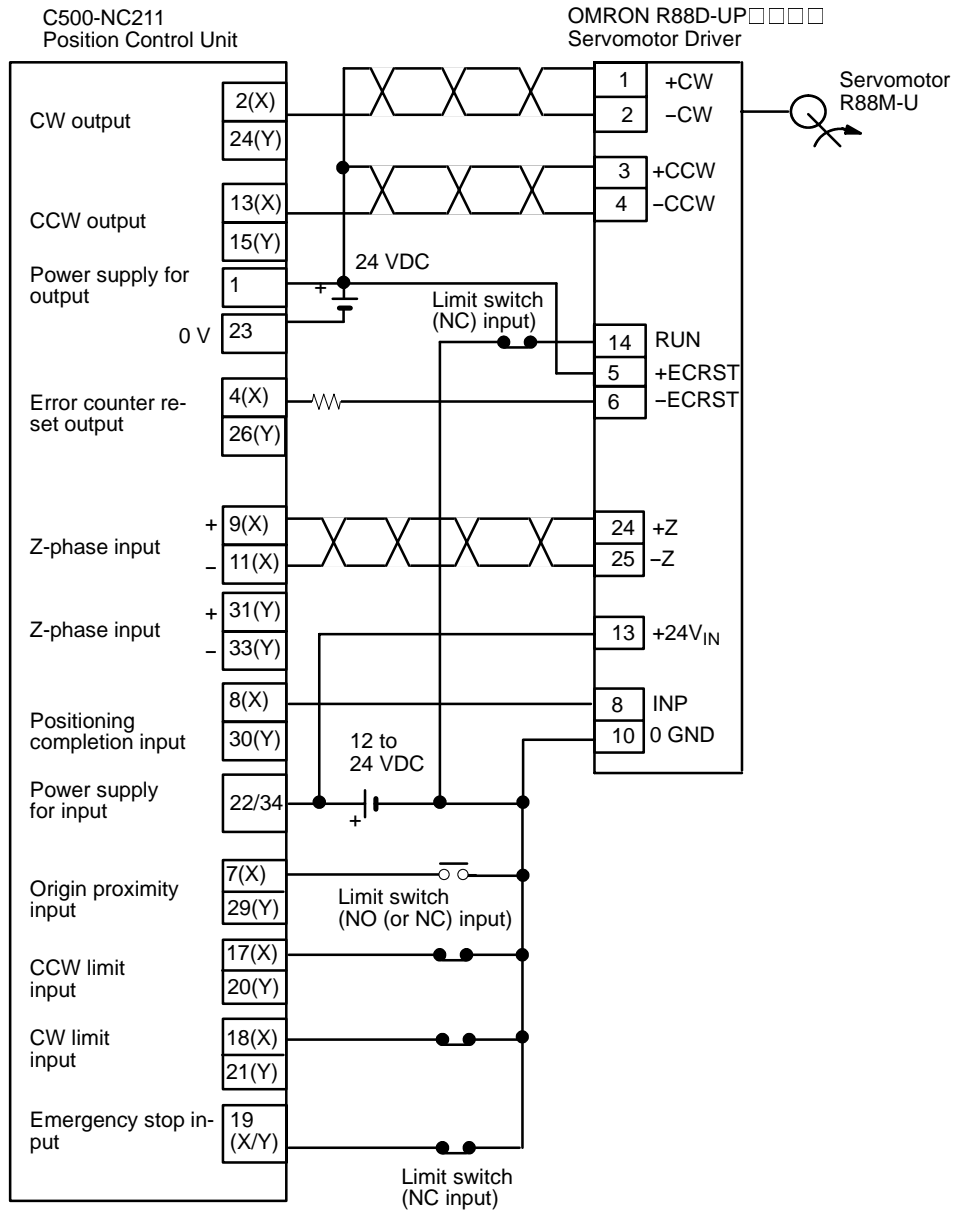 C500-NC211
Position Control Unit
OMRON R88D-UP□□□□
Servomotor Driver
Servomotor
R88M-U
CW output
2(X)
24(Y)
1 +CW
2 −CW
3 +CCW
4 −CCW
CCW output
13(X)
15(Y)
Power supply for
output
1
24 VDC
+
0 V 23
Limit switch
(NC) input)
14 RUN
5 +ECRST
6 −ECRST
Error counter re-
set output
4(X)
26(Y)
Z-phase input
+ 9(X)
− 11(X)
24 +Z
25 −Z
Z-phase input
+ 31(Y)
− 33(Y)
13 +24VIN
Positioning
completion input
8(X)
30(Y)
8 INP
10 0 GND
12 to
24 VDC
Power supply
for input
22/34
+
Origin proximity
input
7(X)
29(Y)
Limit switch
(NO (or NC) input)
CCW limit
input
17(X)
20(Y)
CW limit
input
18(X)
21(Y)
Emergency stop in-
put
19
(X/Y)
Limit switch
(NC input)